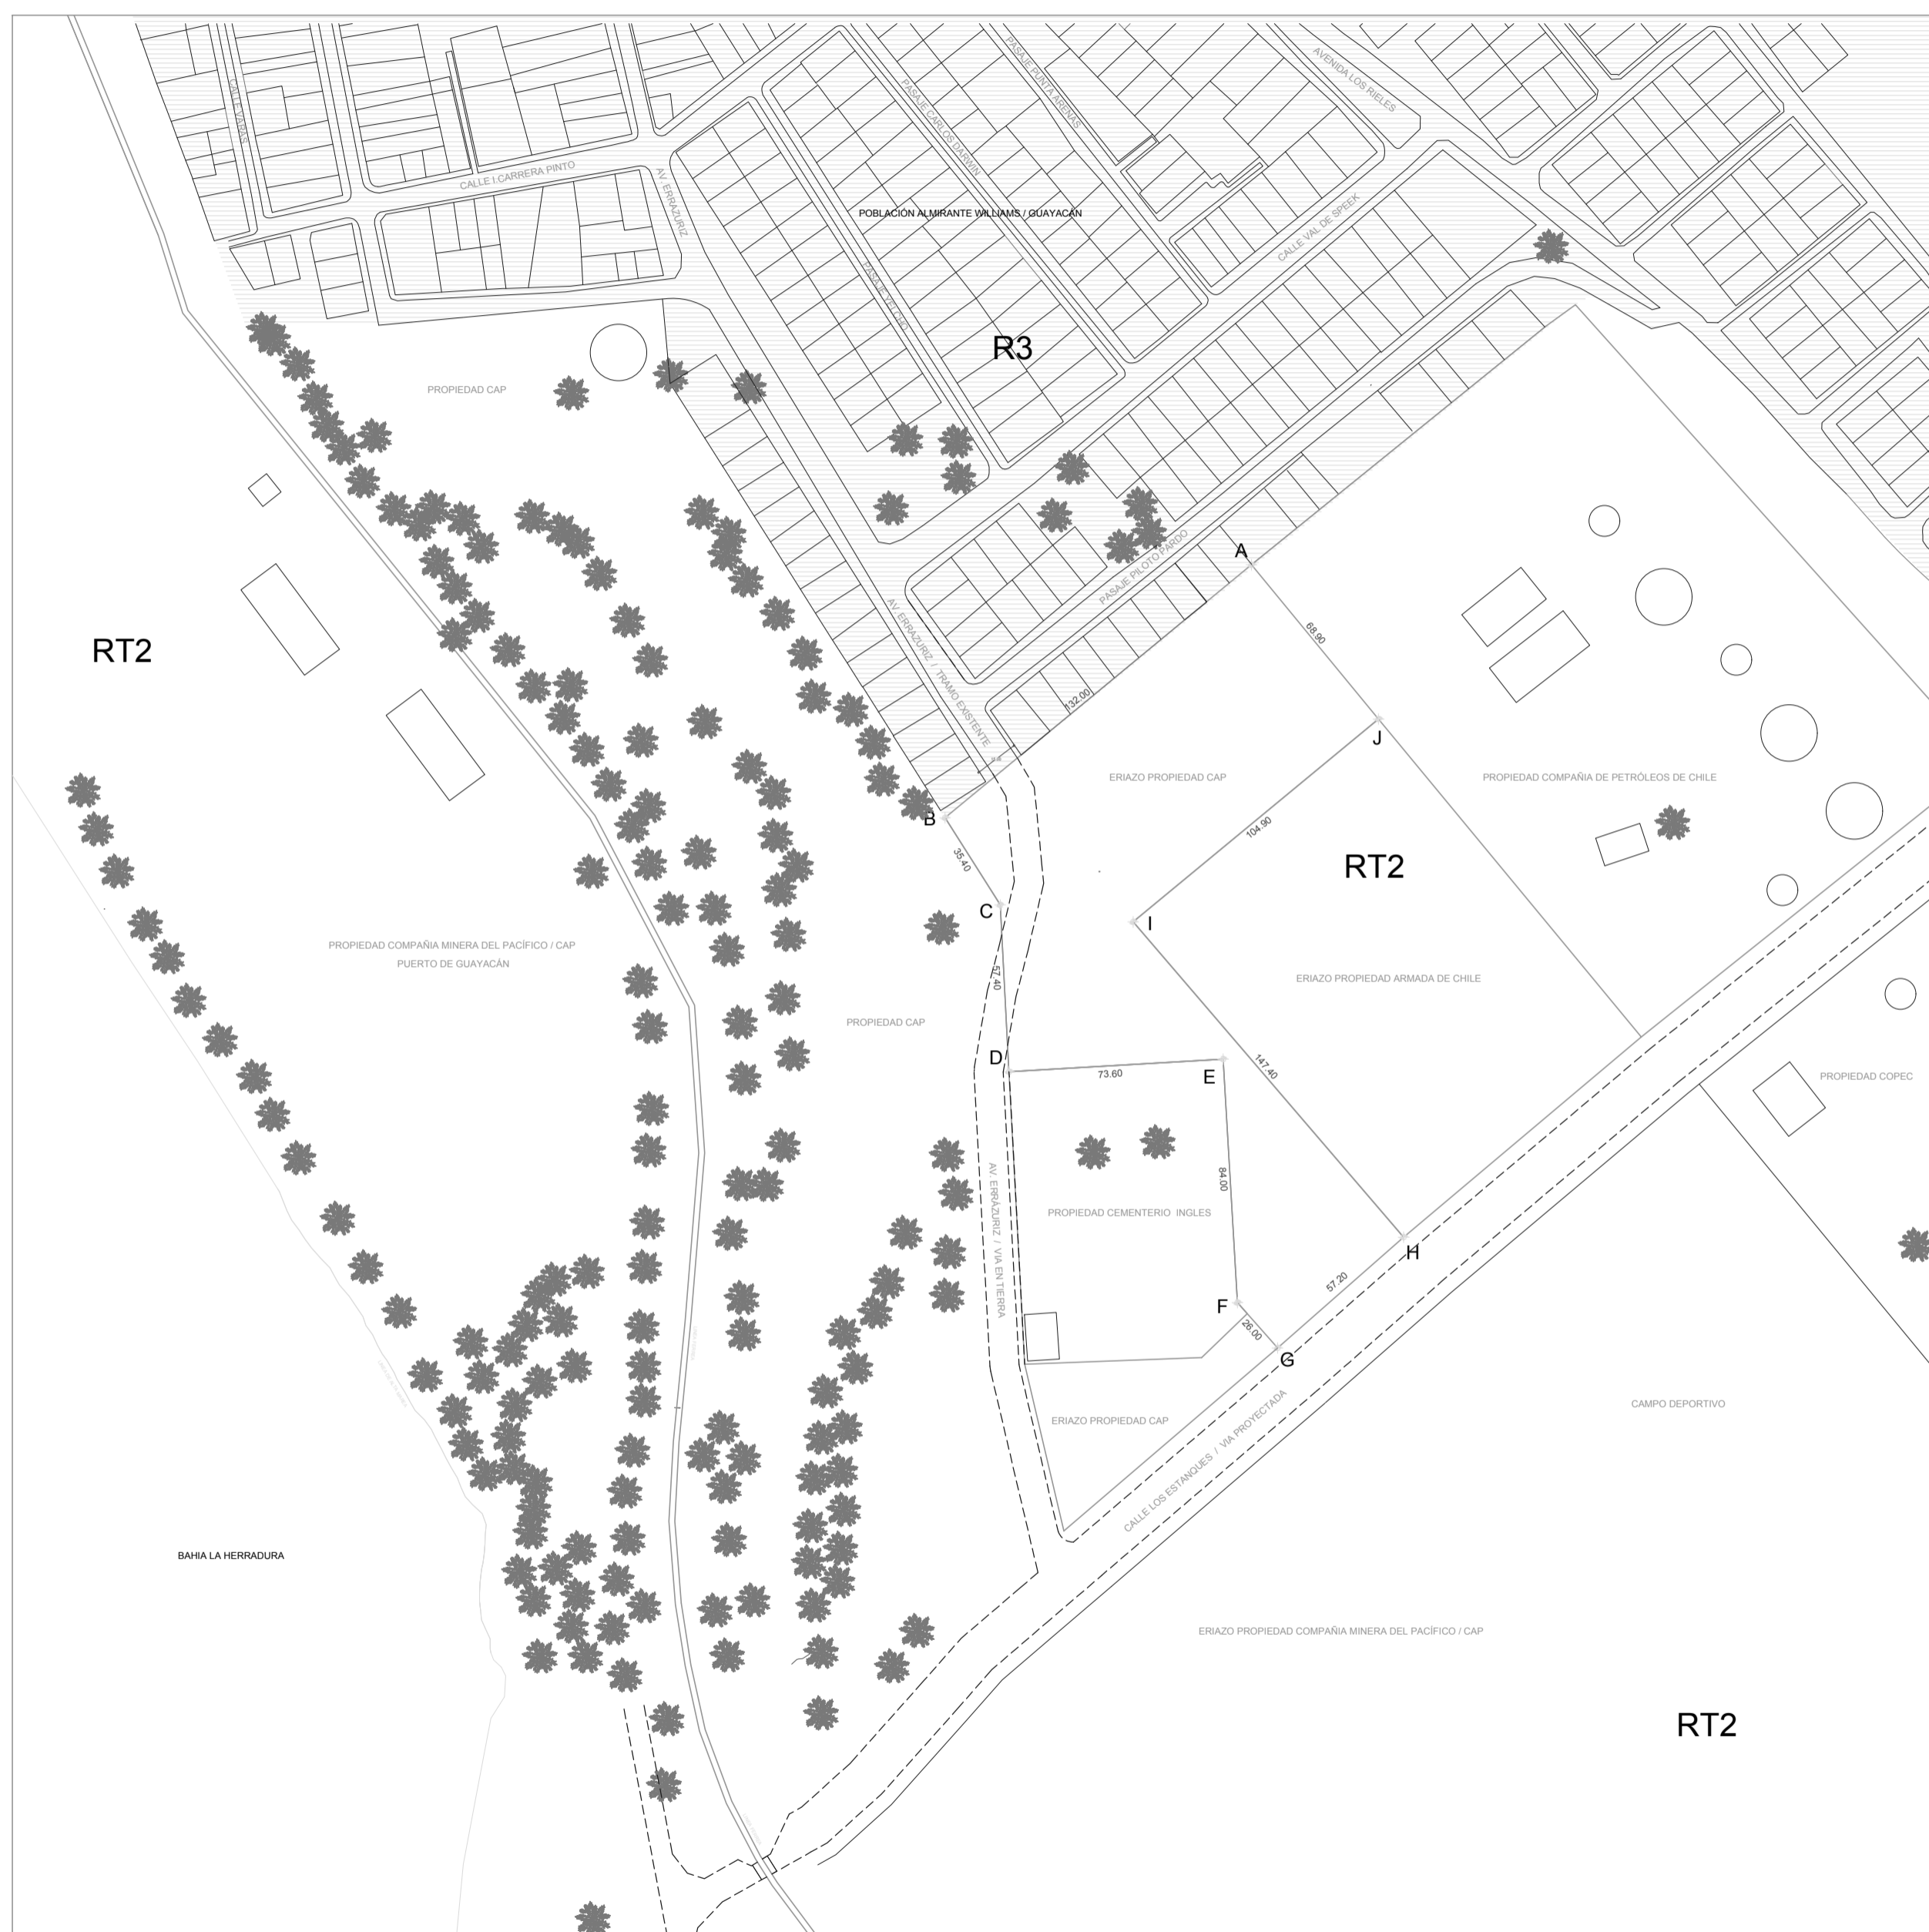 AVENIDA LOS RIELES
PASAJE PUNTA ARENAS
PASAJE CARLOS DARWIN
CALLE VARAS
CALLE I.CARRERA PINTO
AV. ERRAZURIZ
POBLACIÓN ALMIRANTE WILLIAMS / GUAYACÁN
CALLE VAL DE SPEEK
PASAJE YELCHO
R3
PROPIEDAD CAP
PASAJE PILOTO PARDO
A
68.90
RT2
AV. ERRAZURIZ / TRAMO EXISTENTE
132.00
J
ERIAZO PROPIEDAD CAP
PROPIEDAD COMPAÑIA DE PETRÓLEOS DE CHILE
B
35.40
104.90
RT2
C
I
PROPIEDAD COMPAÑIA MINERA DEL PACÍFICO / CAP
PUERTO DE GUAYACÁN
57.40
ERIAZO PROPIEDAD ARMADA DE CHILE
PROPIEDAD CAP
D
73.60
E
147.40
PROPIEDAD COPEC
84.00
AV. ERRÁZURIZ / VIA EN TIERRA
PROPIEDAD CEMENTERIO INGLES
H
57.20
F
26.00
G
CAMPO DEPORTIVO
ERIAZO PROPIEDAD CAP
CALLE LOS ESTANQUES / VIA PROYECTADA
BAHIA LA HERRADURA
ERIAZO PROPIEDAD COMPAÑIA MINERA DEL PACÍFICO / CAP
RT2